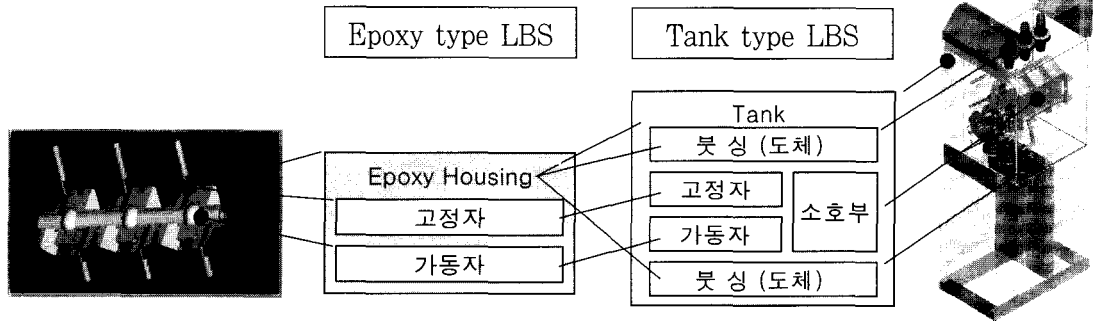 Epoxy type LBS
Tank type LBS
Epoxy Housing
고정자
가동자
Tank
붓 싱 (도체)
고정자
가동자
소호부
붓 싱 (도체)